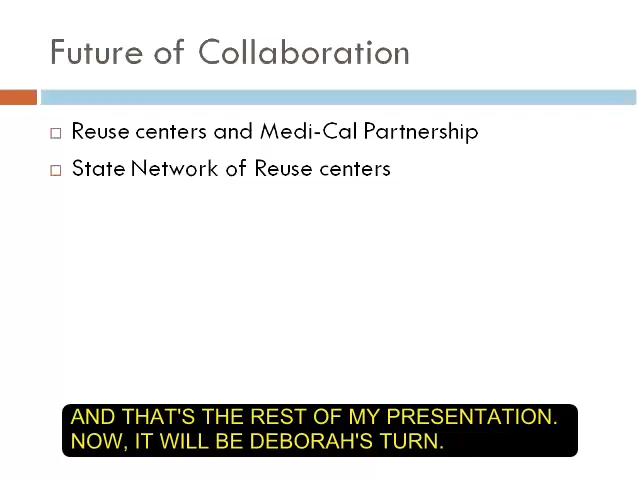 Future of Collaboration
Reuse centers and Medi-Cal Partnership
State Network of Reuse centers
AND THAT'S THE REST OF MY PRESENTATION.
NOW, IT WILL BE DEBORAH'S TURN.